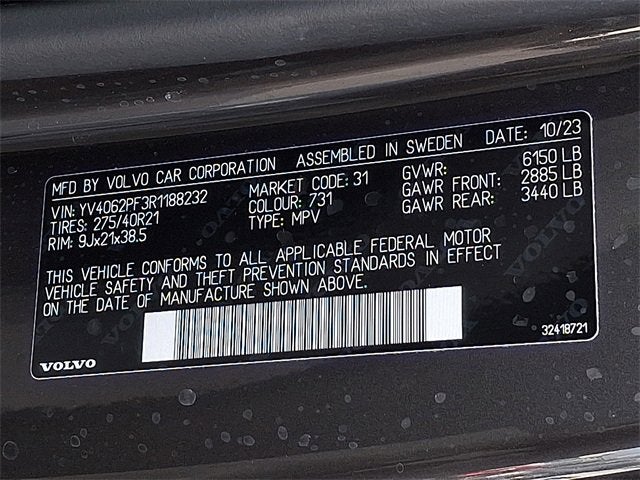 MFD BY VOLVO CAR CORPORATION ASSEMBLED IN SWEDEN DATE: 10/23
VIN: YV4062PF3R1188232 MARKET CODE: 31 GVWR: 6150 LB
TIRES: 275/40R21 COLOUR: 731 GAWR FRONT: 2885 LB
RIM: 9Jx21x38.5 TYPE: MPV GAWR REAR: 3440 LB
THIS VEHICLE CONFORMS TO ALL APPLICABLE FEDERAL MOTOR
VEHICLE SAFETY AND THEFT PREVENTION STANDARDS IN EFFECT
ON THE DATE OF MANUFACTURE SHOWN ABOVE.
32418721
VOLVO